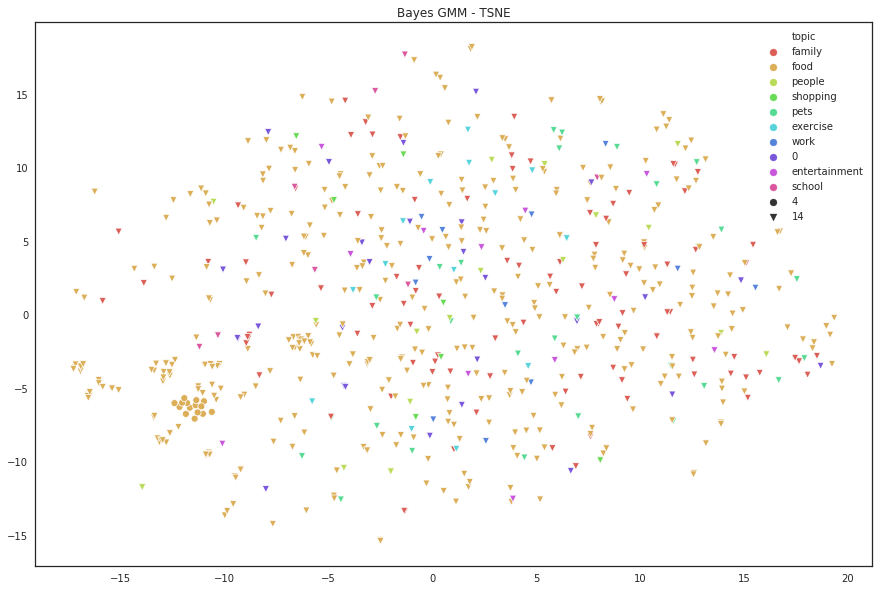 Bayes GMM - TSNE
topic
family
food
people
shopping
pets
exercise
work
0
entertainment
school
4
14
15
10
5
0
−5
−10
−15
−15 −10 −5 0 5 10 15 20